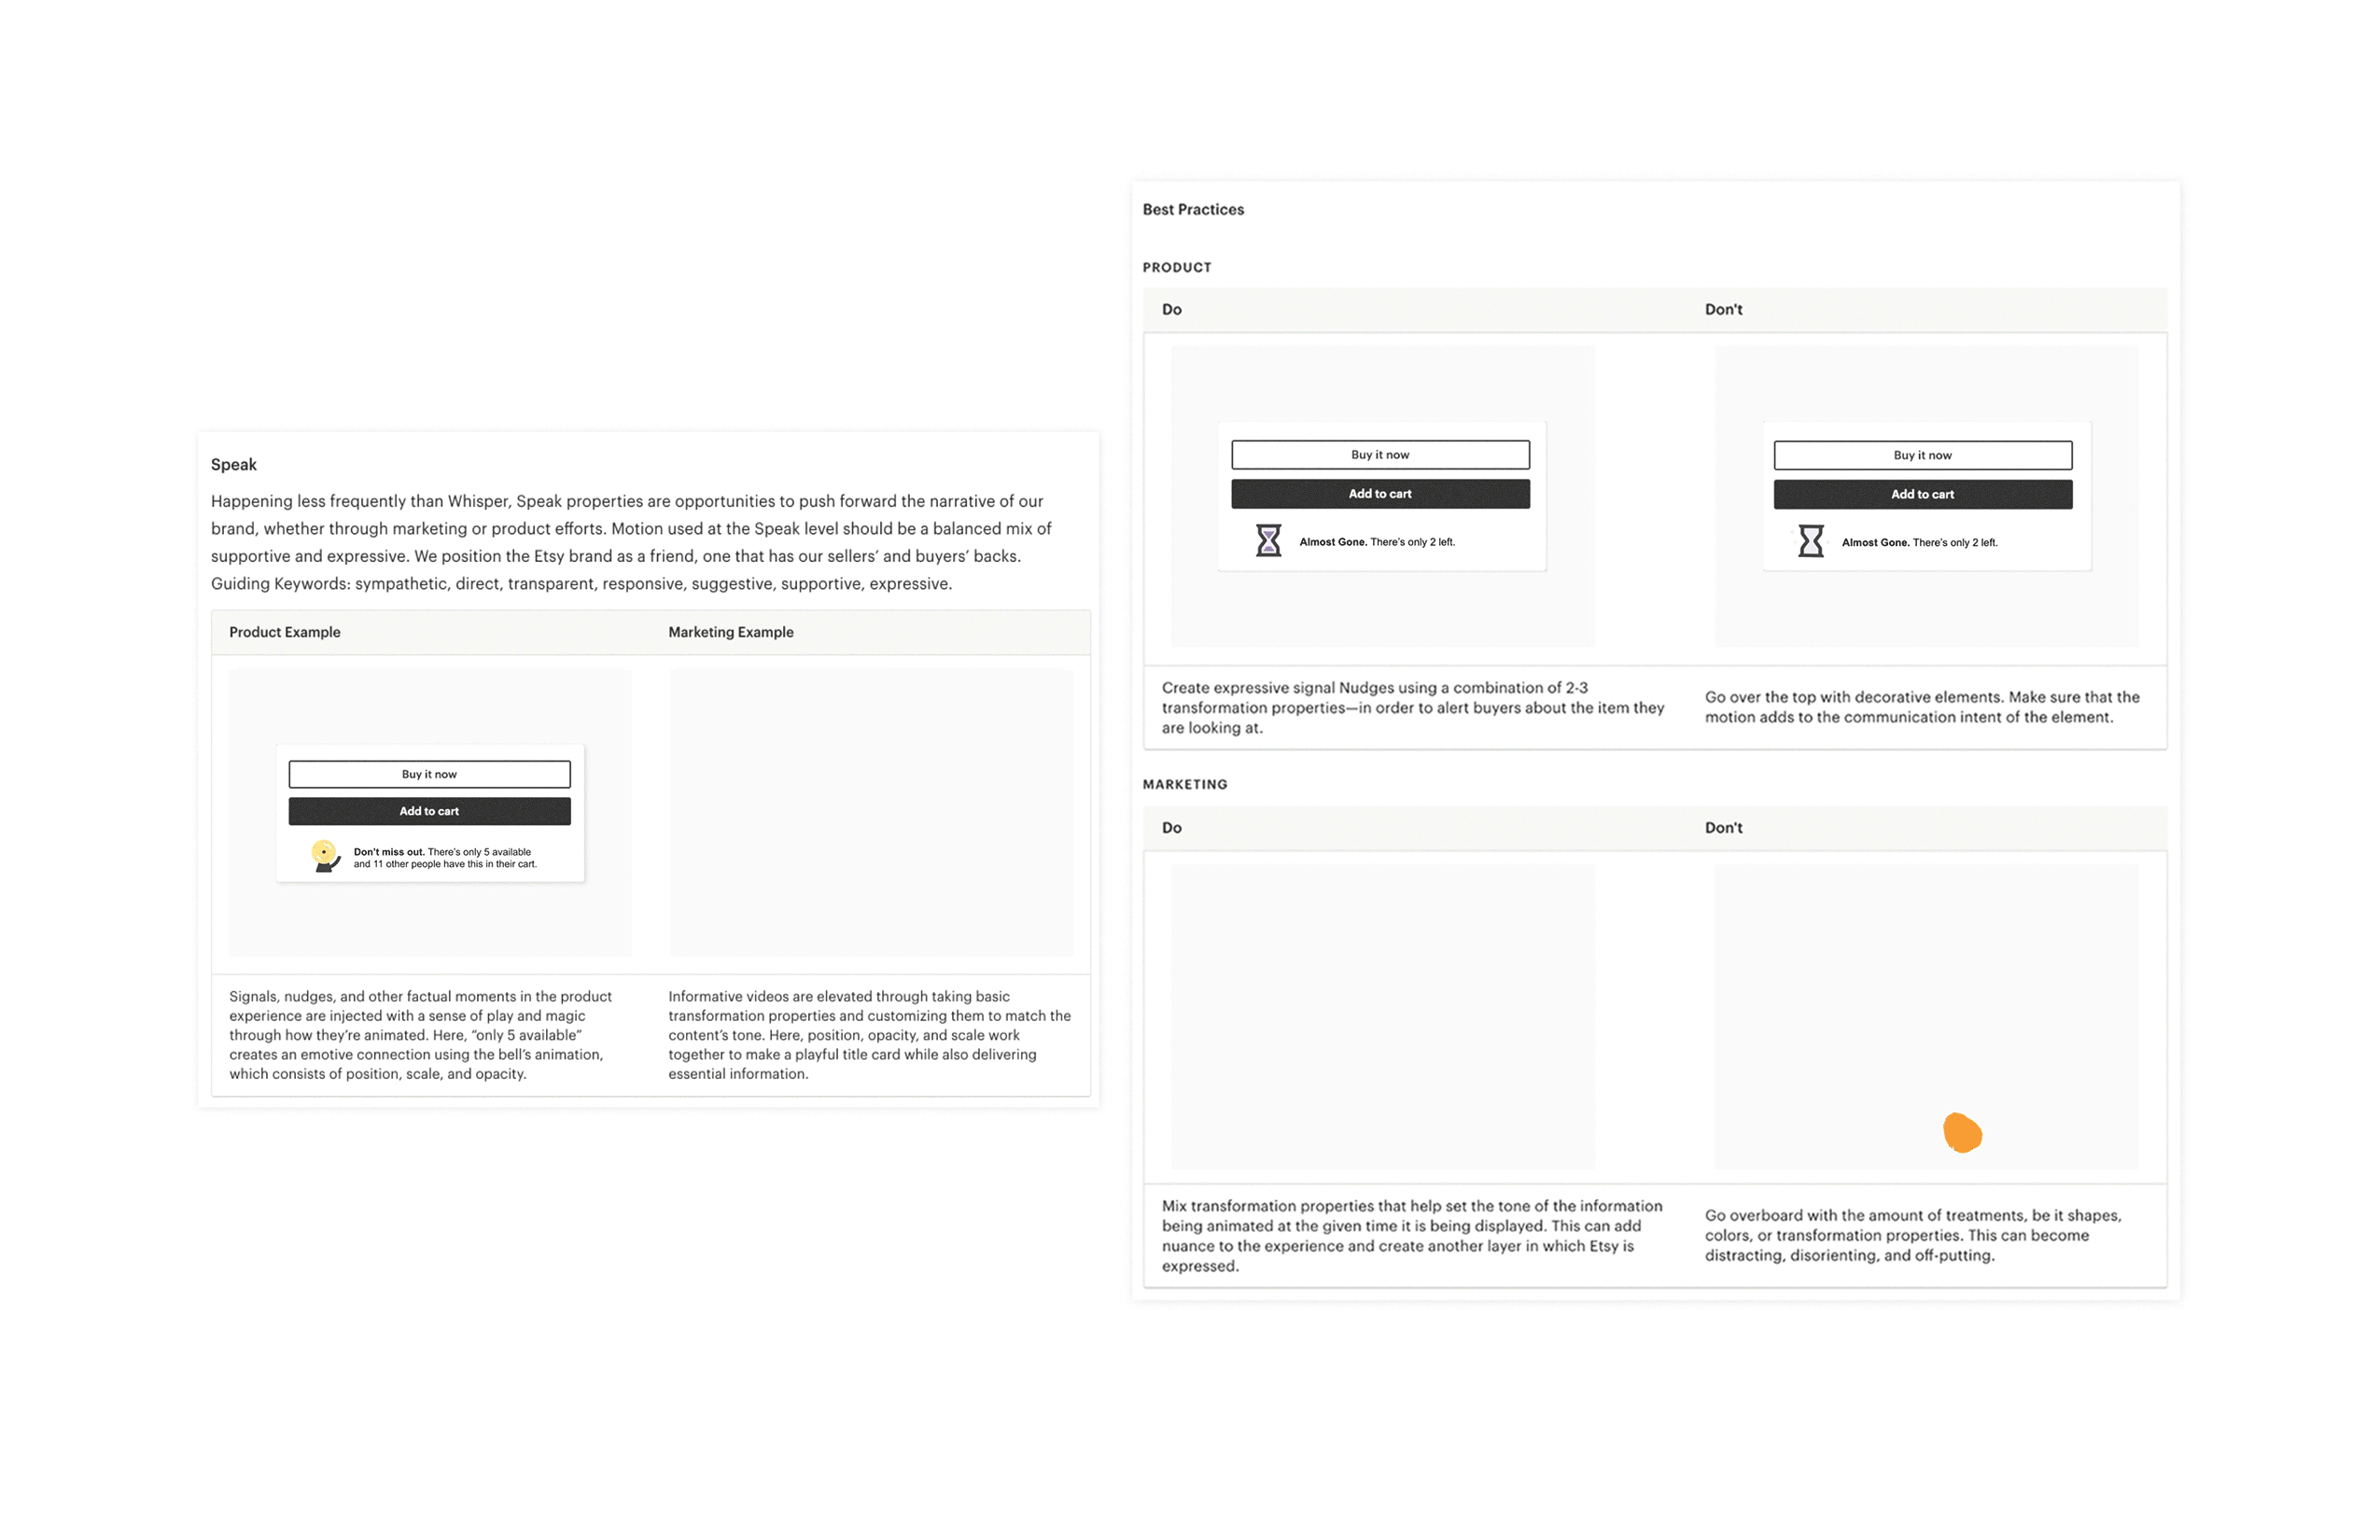 Speak
Happening less frequently than Whisper, Speak properties are opportunities to push forward the narrative of our
brand, whether through marketing or product efforts. Motion used at the Speak level should be a balanced mix of
supportive and expressive. We position the Etsy brand as a friend, one that has our sellers’ and buyers’ backs.
Guiding Keywords: sympathetic, direct, transparent, responsive, suggestive, supportive, expressive.
Product Example
Marketing Example
Buy it now
Add to cart
Don’t miss out. There’s only 5 available
and 11 other people have this in their cart.
Signals, nudges, and other factual moments in the product
experience are injected with a sense of play and magic
through how they’re animated. Here, “only 5 available”
creates an emotive connection using the bell’s animation,
which consists of position, scale, and opacity.
Informative videos are elevated through taking basic
transformation properties and customizing them to match the
content’s tone. Here, position, opacity, and scale work
together to make a playful title card while also delivering
essential information.
Best Practices
PRODUCT
Do
Don't
Buy it now
Add to cart
Almost Gone. There’s only 2 left.
Buy it now
Add to cart
Almost Gone. There’s only 2 left.
Create expressive signal Nudges using a combination of 2-3
transformation properties—in order to alert buyers about the item they
are looking at.
Go over the top with decorative elements. Make sure that the
motion adds to the communication intent of the element.
MARKETING
Do
Don't
Mix transformation properties that help set the tone of the information
being animated at the given time it is being displayed. This can add
nuance to the experience and create another layer in which Etsy is
expressed.
Go overboard with the amount of treatments, be it shapes,
colors, or transformation properties. This can become
distracting, disorienting, and off-putting.